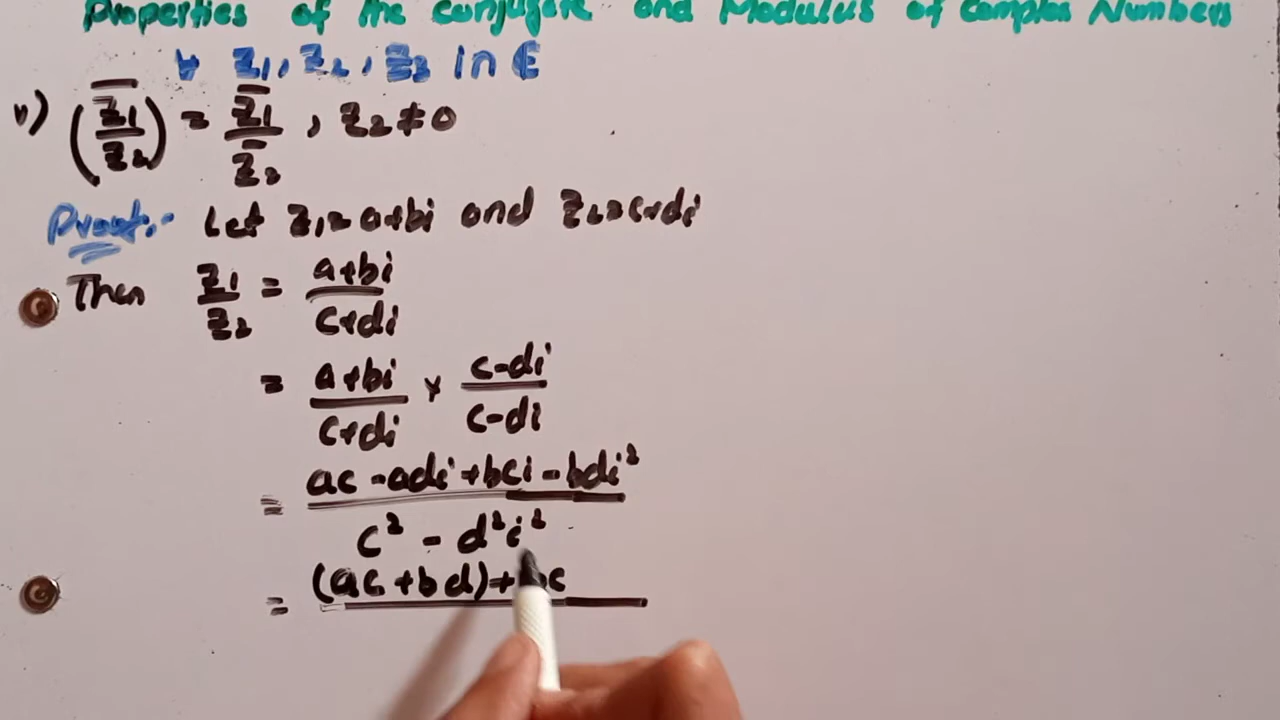 Properties of the Conjugate and Modulus of Complex Numbers
∀ z₁, z₂, z₃ in ℂ
v) (z₁/z₂)‾ = z̄₁/z̄₂ , z₂ ≠ 0
Proof:- Let z₁ = a+bi and z₂ = c+di
Then z₁/z₂ = a+bi/c+di
= a+bi/c+di × c-di/c-di
= ac - adi + bci - bdi²/c² - d²i²
= (ac + bd) +